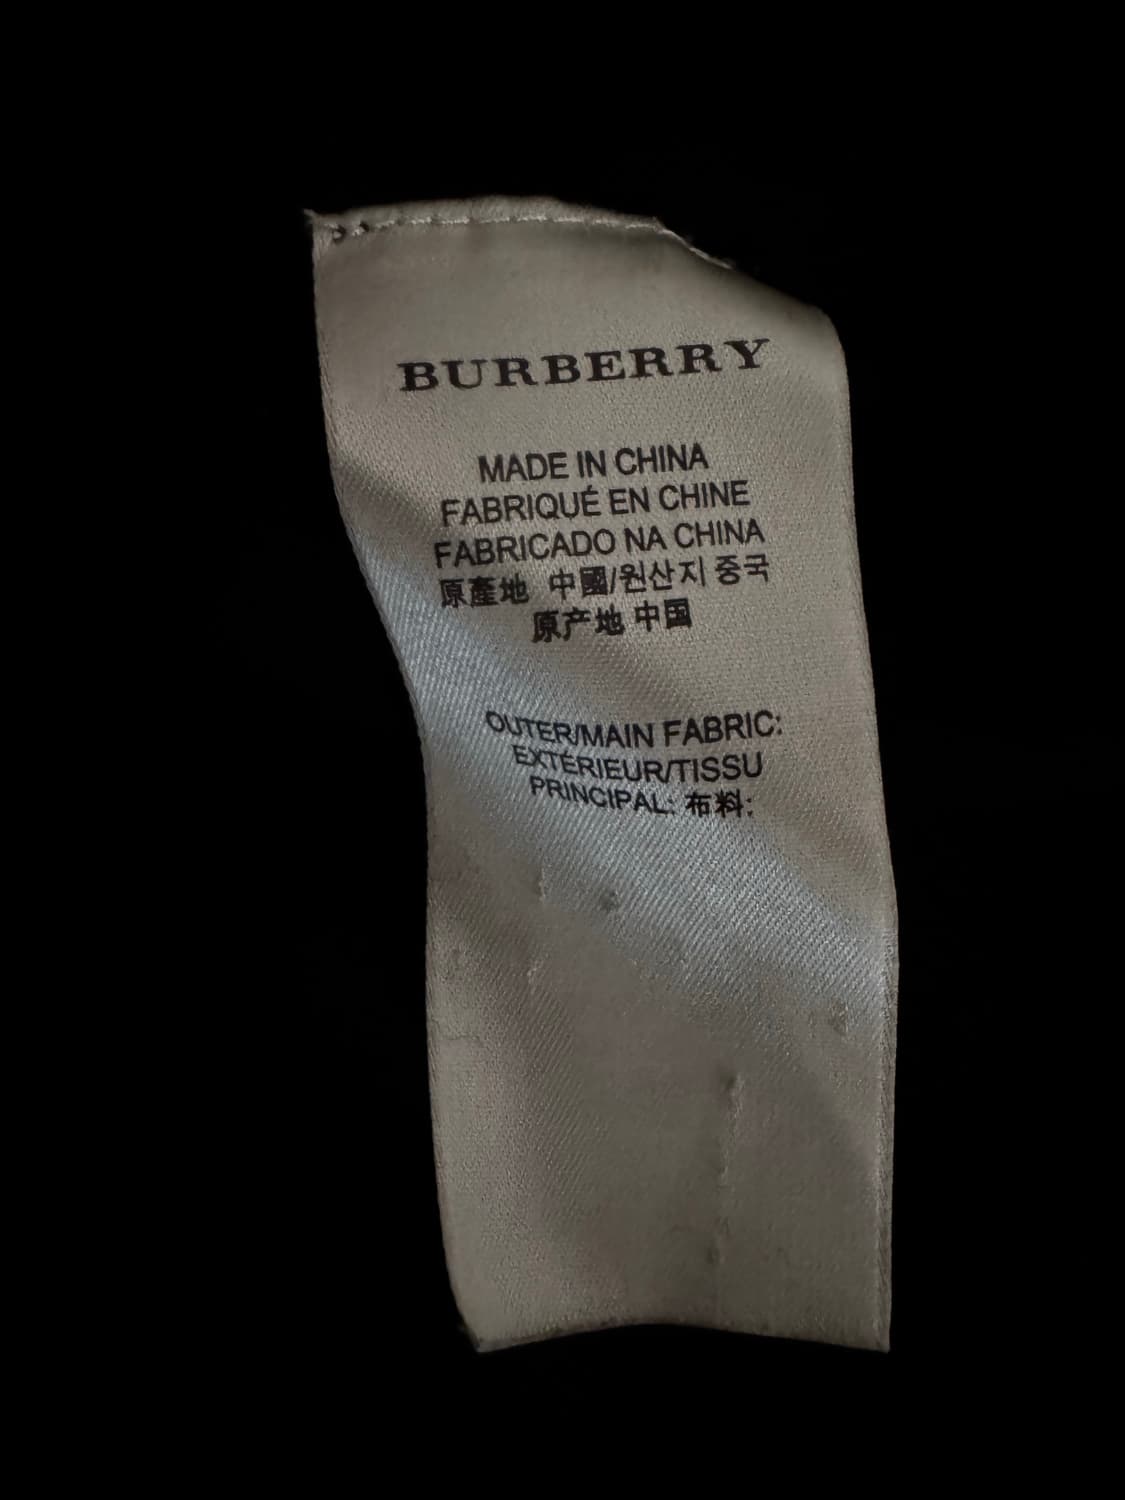 BURBERRY
MADE IN CHINA
FABRIQUÉ EN CHINE
FABRICADO NA CHINA
原產地 中國/원산지 중국
原产地 中国
OUTER/MAIN FABRIC:
EXTÉRIEUR/TISSU
PRINCIPAL: 布料: